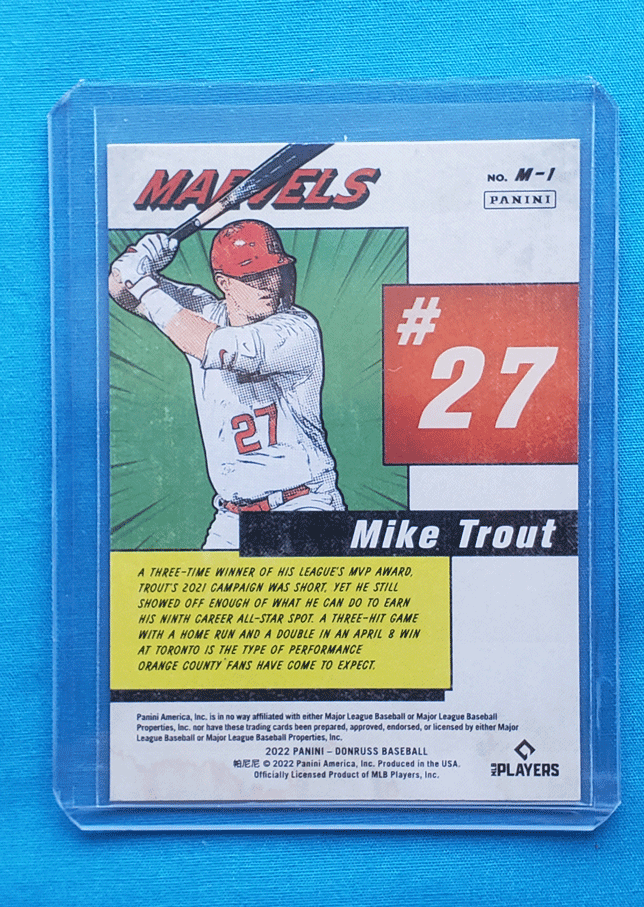 MARVELS
NO. M-1
PANINI
#
27
27
Mike Trout
A THREE-TIME WINNER OF HIS LEAGUE'S MVP AWARD,
TROUT'S 2021 CAMPAIGN WAS SHORT, YET HE STILL
SHOWED OFF ENOUGH OF WHAT HE CAN DO TO EARN
HIS NINTH CAREER ALL-STAR SPOT. A THREE-HIT GAME
WITH A HOME RUN AND A DOUBLE IN AN APRIL 8 WIN
AT TORONTO IS THE TYPE OF PERFORMANCE
ORANGE COUNTY FANS HAVE COME TO EXPECT.
Panini America, Inc. is in no way affiliated with either Major League Baseball or Major League Baseball
Properties, Inc. nor have these trading cards been prepared, approved, endorsed, or licensed by either Major
League Baseball or Major League Baseball Properties, Inc.
2022 PANINI – DONRUSS BASEBALL
帕尼尼 © 2022 Panini America, Inc. Produced in the USA.
Officially Licensed Product of MLB Players, Inc.
MLB PLAYERS